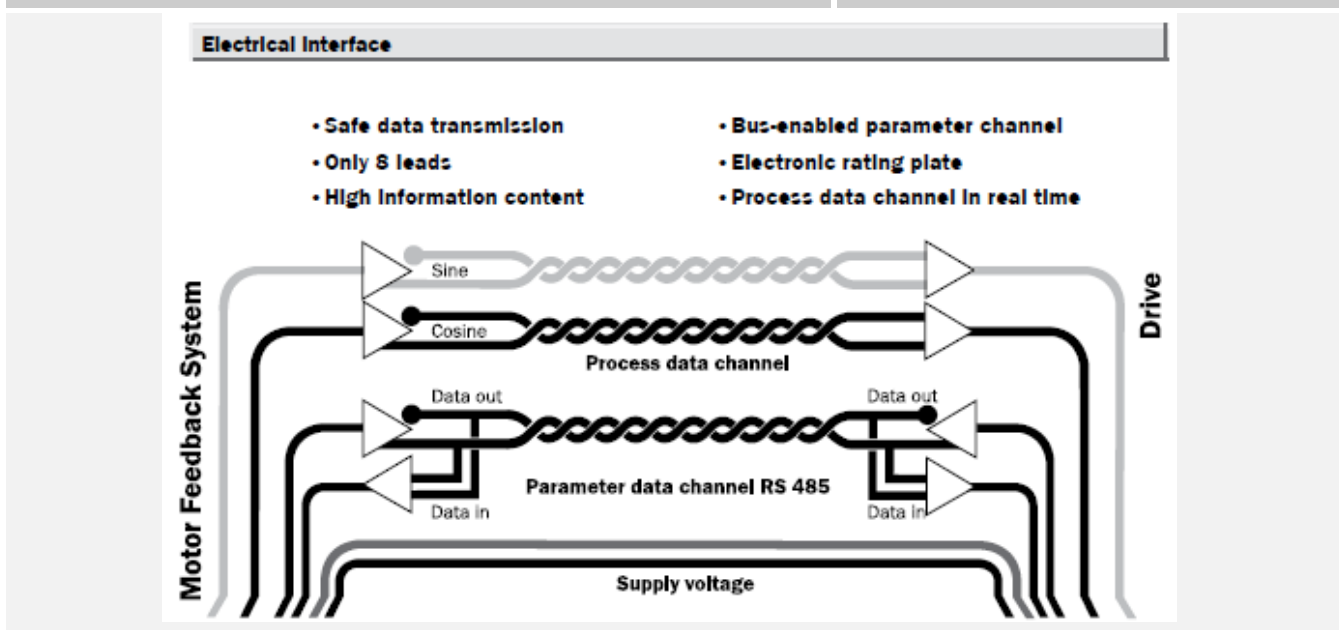 Electrical Interface
• Safe data transmission
• Only 8 leads
• High information content
• Bus-enabled parameter channel
• Electronic rating plate
• Process data channel in real time
Motor Feedback System
Drive
Sine
Cosine
Process data channel
Data out
Data out
Parameter data channel RS 485
Data in
Data in
Supply voltage